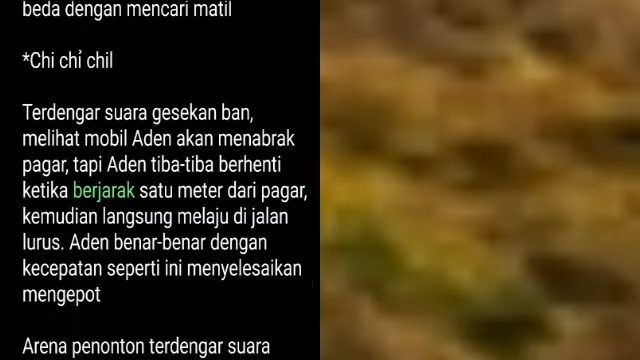 beda dengan mencari matil
*Chi chỉ chil
Terdengar suara gesekan ban,
melihat mobil Aden akan menabrak
pagar, tapi Aden tiba-tiba berhenti
ketika berjarak satu meter dari pagar,
kemudian langsung melaju di jalan
lurus. Aden benar-benar dengan
kecepatan seperti ini menyelesaikan
mengepot
Arena penonton terdengar suara